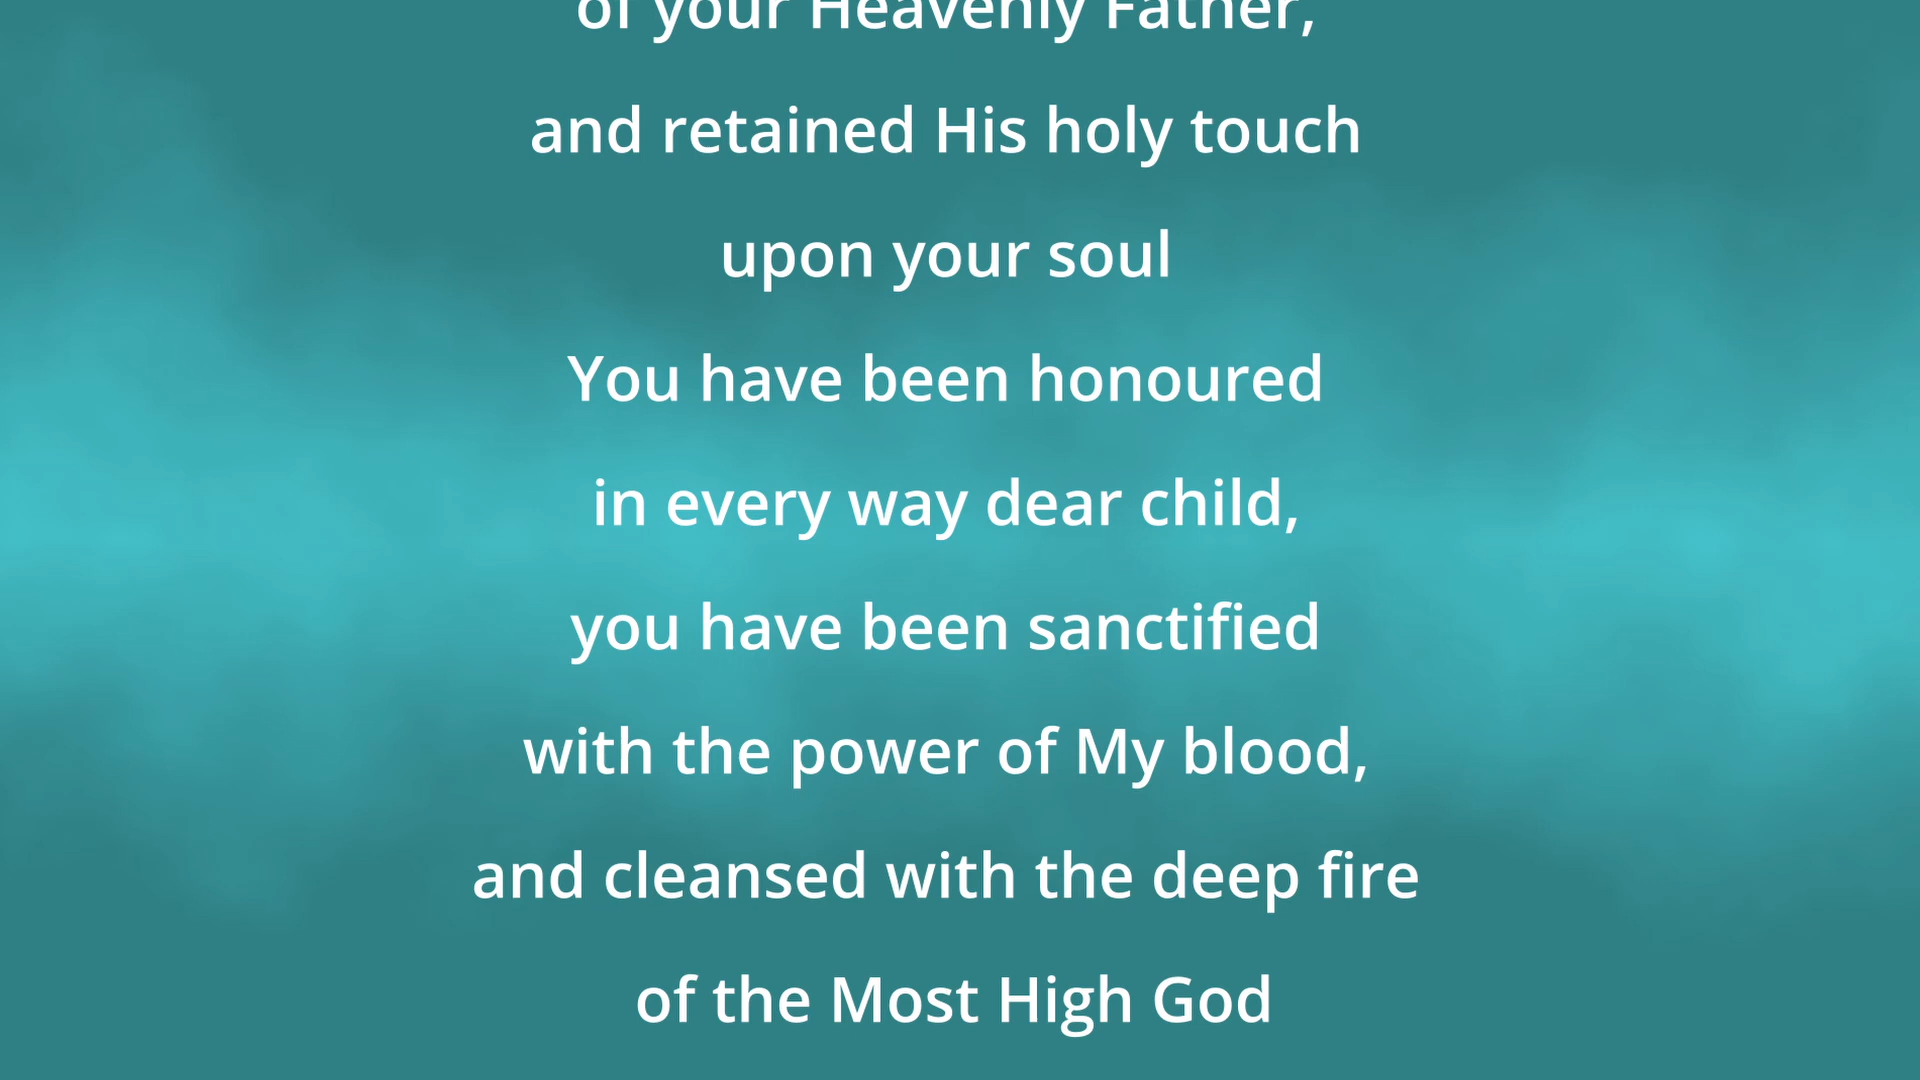 of your Heavenly Father,
and retained His holy touch
upon your soul
You have been honoured
in every way dear child,
you have been sanctified
with the power of My blood,
and cleansed with the deep fire
of the Most High God